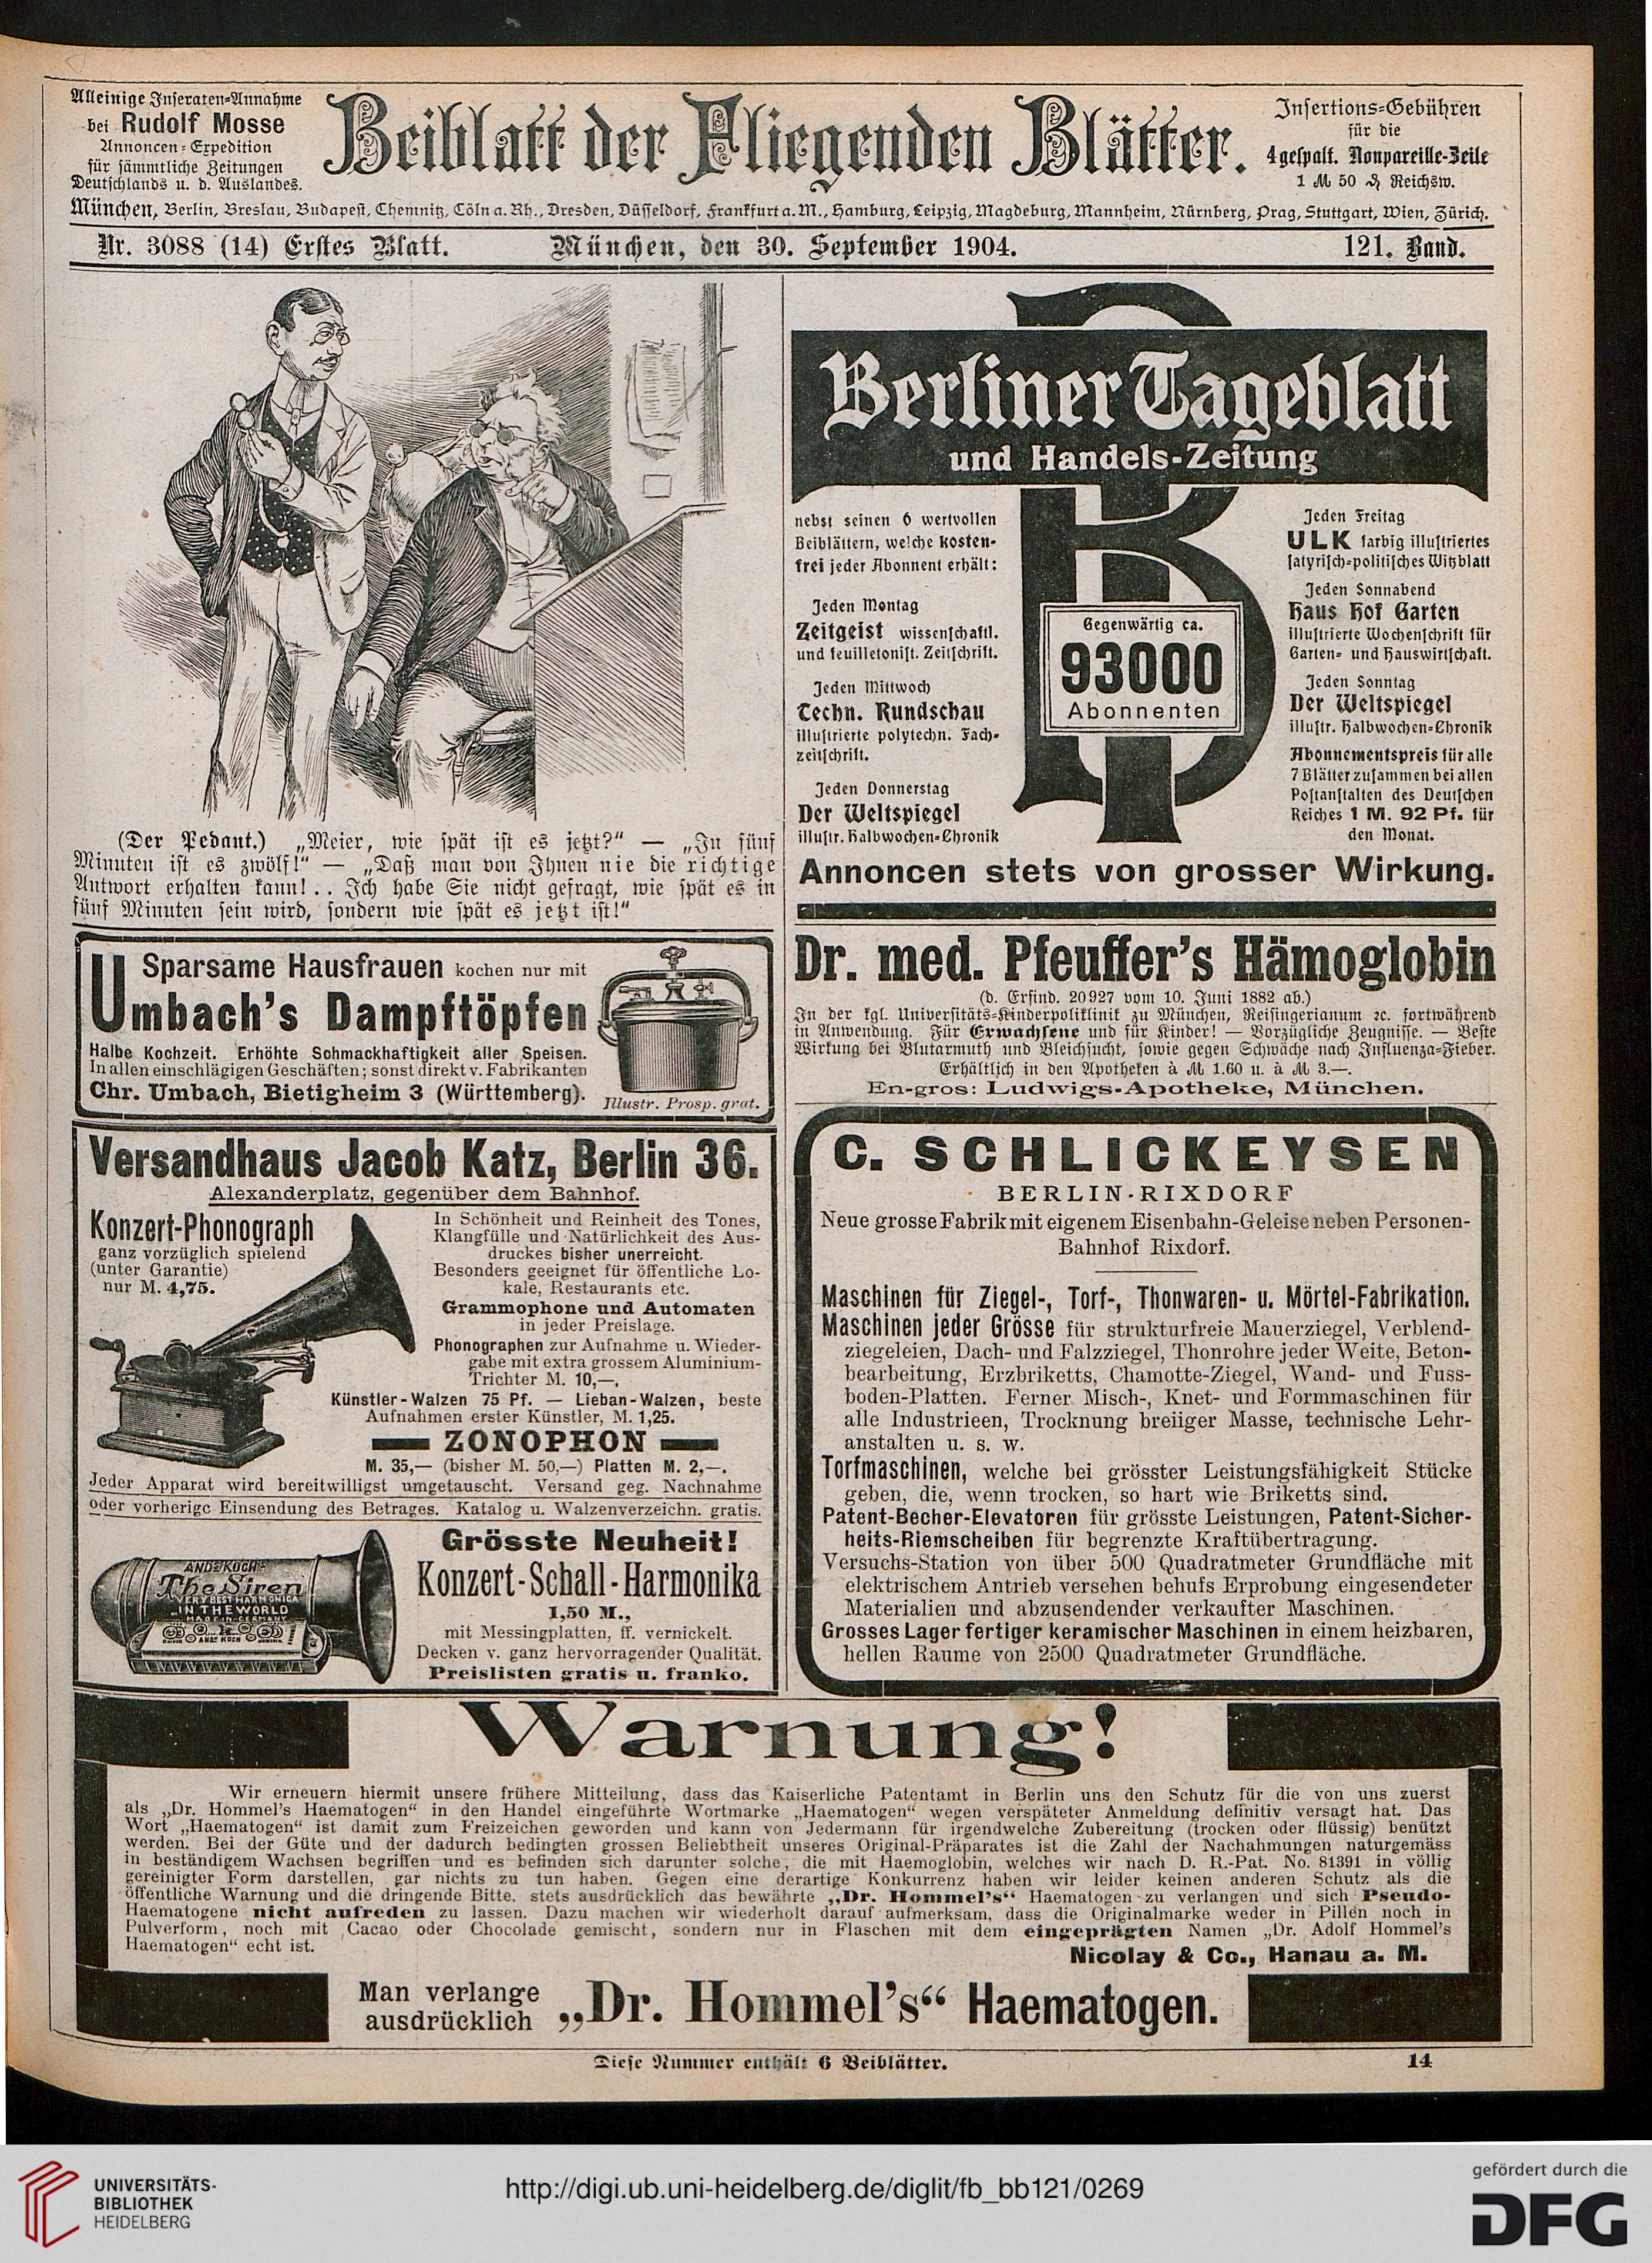 Alleinige Inseraten-Annahme
bei Rudolf Mosse
Annoncen-Expedition
für sämmtliche Zeitungen
Deutschlands u. d. Auslandes.
Beiblatt der Fliegenden Blätter.
Insertions-Gebühren
für die
4gespalt. Nonpareille-Zeile
1 M 50 ₰ Reichsw.
München, Berlin, Breslau, Budapest, Chemnitz, Cöln a. Rh., Dresden, Düsseldorf, Frankfurt a. M., Hamburg, Leipzig, Magdeburg, Mannheim, Nürnberg, Prag, Stuttgart, Wien, Zürich.
Nr. 3088 (14) Erstes Blatt. München, den 30. September 1904. 121. Band.
(Der Pedant.) „Meier, wie spät ist es jetzt?“ — „In fünf
Minuten ist es zwölf!“ — „Daß man von Ihnen nie die richtige
Antwort erhalten kann!.. Ich habe Sie nicht gefragt, wie spät es in
fünf Minuten sein wird, sondern wie spät es jetzt ist!“
Sparsame Hausfrauen kochen nur mit
Umbach's Dampftöpfen
Halbe Kochzeit. Erhöhte Schmackhaftigkeit aller Speisen.
In allen einschlägigen Geschäften; sonst direkt v. Fabrikanten
Chr. Umbach, Bietigheim 3 (Württemberg).
Illustr. Prosp. grat.
Versandhaus Jacob Katz, Berlin 36.
Alexanderplatz, gegenüber dem Bahnhof.
Konzert-Phonograph
ganz vorzüglich spielend
(unter Garantie)
nur M. 4,75.
In Schönheit und Reinheit des Tones,
Klangfülle und Natürlichkeit des Aus-
druckes bisher unerreicht.
Besonders geeignet für öffentliche Lo-
kale, Restaurants etc.
Grammophone und Automaten
in jeder Preislage.
Phonographen zur Aufnahme u. Wieder-
gabe mit extra grossem Aluminium-
Trichter M. 10,—.
Künstler-Walzen 75 Pf. — Lieban-Walzen, beste
Aufnahmen erster Künstler, M. 1,25.
ZONOPHON
M. 35,— (bisher M. 50,—) Platten M. 2,—.
Jeder Apparat wird bereitwilligst umgetauscht. Versand geg. Nachnahme
oder vorherige Einsendung des Betrages. Katalog u. Walzenverzeichn. gratis.
ANDS KOCH'S
The Siren
VERY BEST HARMONICA
IN THE WORLD
MADE IN GERMANY
ANDS KOCH
Grösste Neuheit!
Konzert-Schall-Harmonika
1,50 M.,
mit Messingplatten, ff. vernickelt.
Decken v. ganz hervorragender Qualität.
Preislisten gratis u. franko.
Berliner Tageblatt
und Handels-Zeitung
nebst seinen 6 wertvollen
Beiblättern, welche kosten-
frei jeder Abonnent erhält:
Jeden Montag
Zeitgeist wissenschaftl.
und feuilletonist. Zeitschrift.
Jeden Mittwoch
Techn. Rundschau
illustrierte polytechn. Fach-
zeitschrift.
Jeden Donnerstag
Der Weltspiegel
illustr. Halbwochen-Chronik
Gegenwärtig ca.
93000
Abonnenten
Jeden Freitag
ULK farbig illustriertes
satyrisch-politisches Witzblatt
Jeden Sonnabend
Haus Hof Garten
illustrierte Wochenschrift für
Garten- und Hauswirtschaft.
Jeden Sonntag
Der Weltspiegel
illustr. Halbwochen-Chronik
Abonnementspreis für alle
7 Blätter zusammen bei allen
Postanstalten des Deutschen
Reiches 1 M. 92 Pf. für
den Monat.
Annoncen stets von grosser Wirkung.
Dr. med. Pfeuffer's Hämoglobin
(d. Erfind. 20927 vom 10. Juni 1882 ab.)
In der kgl. Universitäts-Kinderpoliklinik zu München, Reisingerianum ꝛc. fortwährend
in Anwendung. Für Erwachsene und für Kinder! — Vorzügliche Zeugnisse. — Beste
Wirkung bei Blutarmuth und Bleichsucht, sowie gegen Schwäche nach Influenza-Fieber.
Erhältlich in den Apotheken à M 1.60 u. à M 3.—.
En-gros: Ludwigs-Apotheke, München.
C. SCHLICKEYSEN
BERLIN-RIXDORF
Neue grosse Fabrik mit eigenem Eisenbahn-Geleise neben Personen-
Bahnhof Rixdorf.
Maschinen für Ziegel-, Torf-, Thonwaren- u. Mörtel-Fabrikation.
Maschinen jeder Grösse für strukturfreie Mauerziegel, Verblend-
ziegeleien, Dach- und Falzziegel, Thonrohre jeder Weite, Beton-
bearbeitung, Erzbriketts, Chamotte-Ziegel, Wand- und Fuss-
boden-Platten. Ferner Misch-, Knet- und Formmaschinen für
alle Industrieen, Trocknung breiiger Masse, technische Lehr-
anstalten u. s. w.
Torfmaschinen, welche bei grösster Leistungsfähigkeit Stücke
geben, die, wenn trocken, so hart wie Briketts sind.
Patent-Becher-Elevatoren für grösste Leistungen, Patent-Sicher-
heits-Riemscheiben für begrenzte Kraftübertragung.
Versuchs-Station von über 500 Quadratmeter Grundfläche mit
elektrischem Antrieb versehen behufs Erprobung eingesendeter
Materialien und abzusendender verkaufter Maschinen.
Grosses Lager fertiger keramischer Maschinen in einem heizbaren,
hellen Raume von 2500 Quadratmeter Grundfläche.
Warnung!
Wir erneuern hiermit unsere frühere Mitteilung, dass das Kaiserliche Patentamt in Berlin uns den Schutz für die von uns zuerst
als „Dr. Hommel's Haematogen“ in den Handel eingeführte Wortmarke „Haematogen“ wegen verspäteter Anmeldung definitiv versagt hat. Das
Wort „Haematogen“ ist damit zum Freizeichen geworden und kann von Jedermann für irgendwelche Zubereitung (trocken oder flüssig) benützt
werden. Bei der Güte und der dadurch bedingten grossen Beliebtheit unseres Original-Präparates ist die Zahl der Nachahmungen naturgemäss
in beständigem Wachsen begriffen und es befinden sich darunter solche, die mit Haemoglobin, welches wir nach D. R.-Pat. No. 81391 in völlig
gereinigter Form darstellen, gar nichts zu tun haben. Gegen eine derartige Konkurrenz haben wir leider keinen anderen Schutz als die
öffentliche Warnung und die dringende Bitte, stets ausdrücklich das bewährte „Dr. Hommel's“ Haematogen zu verlangen und sich Pseudo-
Haematogene nicht aufreden zu lassen. Dazu machen wir wiederholt darauf aufmerksam, dass die Originalmarke weder in Pillen noch in
Pulverform, noch mit Cacao oder Chocolade gemischt, sondern nur in Flaschen mit dem eingeprägten Namen „Dr. Adolf Hommel's
Haematogen“ echt ist.
Nicolay & Co., Hanau a. M.
Man verlange
ausdrücklich
„Dr. Hommel's“ Haematogen.
Diese Nummer enthält 6 Beiblätter.
14
UNIVERSITÄTS-
BIBLIOTHEK
HEIDELBERG
http://digi.ub.uni-heidelberg.de/diglit/fb_bb121/0269
gefördert durch die
DFG